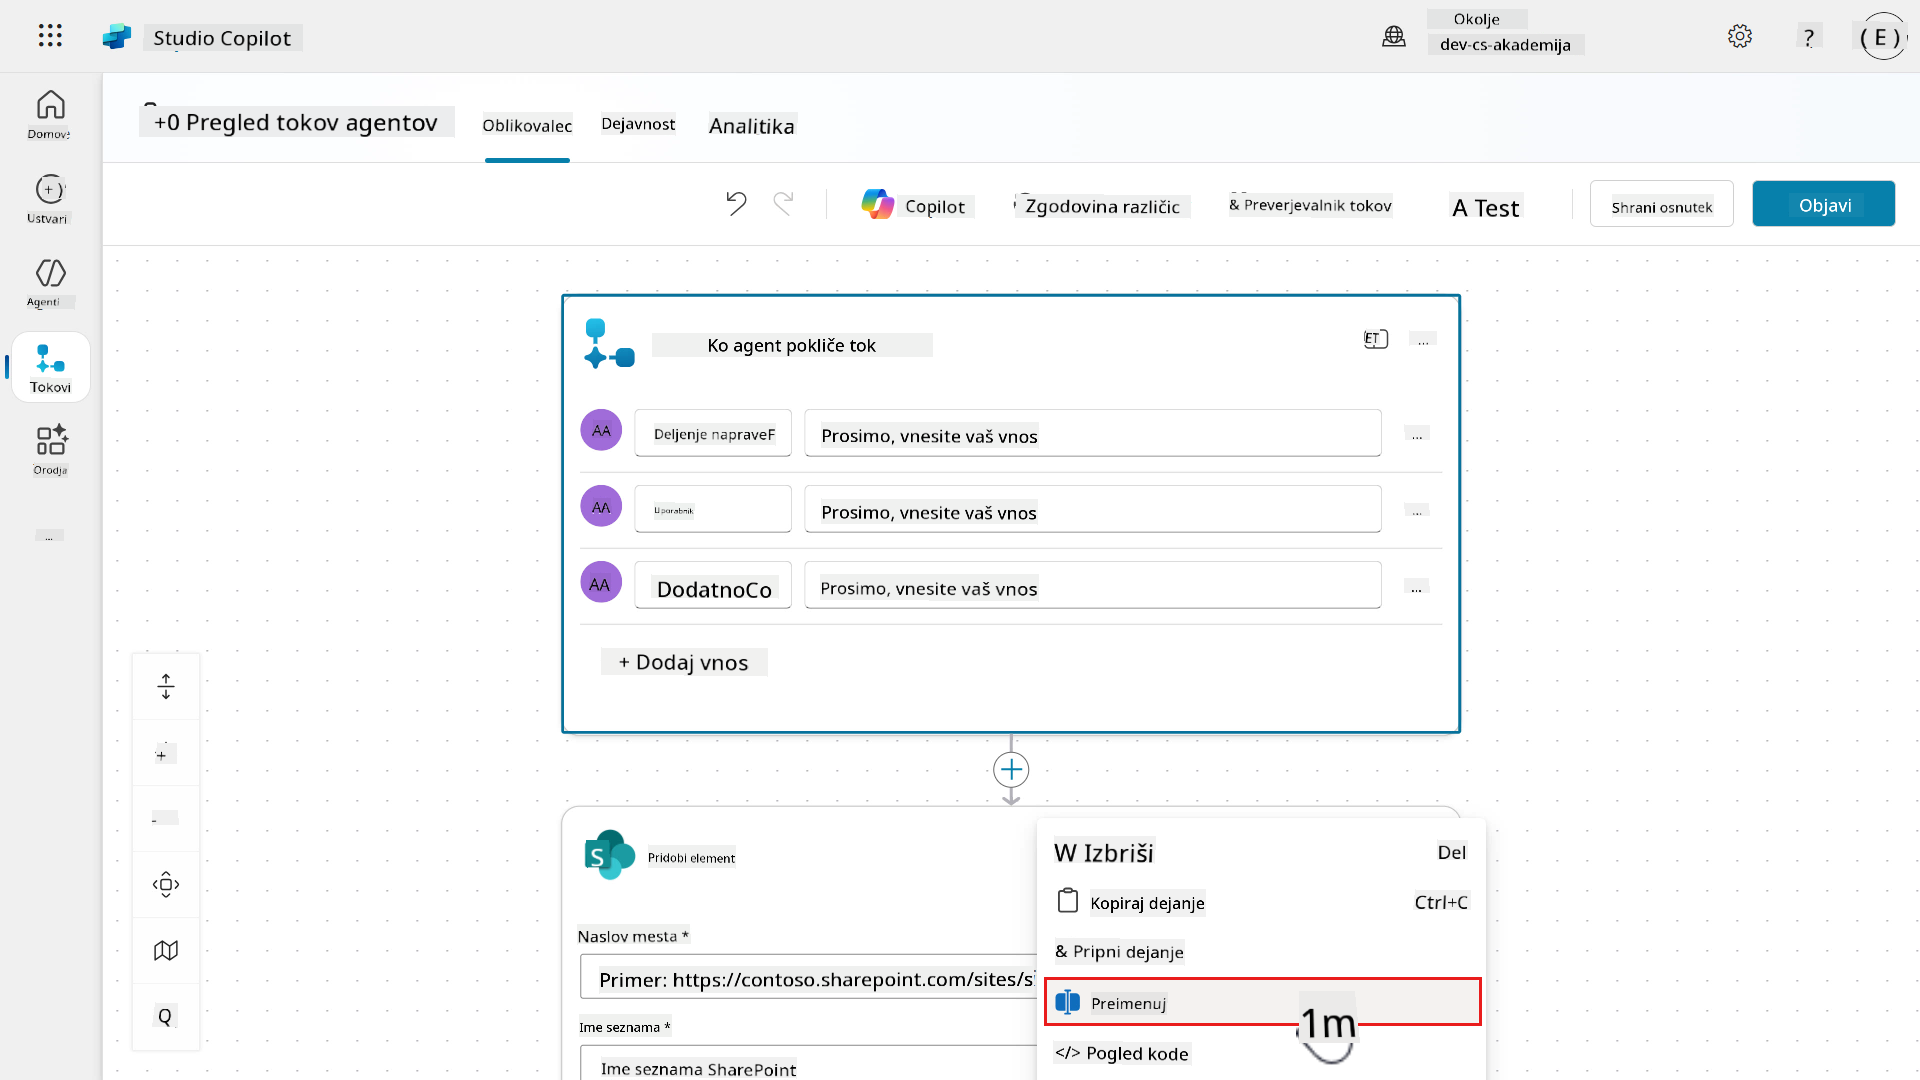 Studio Copilot
Okolje
dev-cs-akademija
?
( E )
Domov
+0 Pregled tokov agentov
Oblikovalec
Dejavnost
Analitika
Ustvari
Copilot
Zgodovina različic
& Preverjevalnik tokov
A Test
Shrani osnutek
Objavi
Agenti
Tokovi
Orodja
...
Ko agent pokliče tok
ET
...
AA
Deljenje napraveF
Prosimo, vnesite vaš vnos
...
AA
Uporabnik
Prosimo, vnesite vaš vnos
...
AA
DodatnoCo
Prosimo, vnesite vaš vnos
...
+ Dodaj vnos
+
-
Q
Pridobi element
Naslov mesta *
Primer: https://contoso.sharepoint.com/sites/s
Ime seznama *
Ime seznama SharePoint
W Izbriši
Del
Kopiraj dejanje
Ctrl+C
& Pripni dejanje
Preimenuj
1m
</> Pogled kode